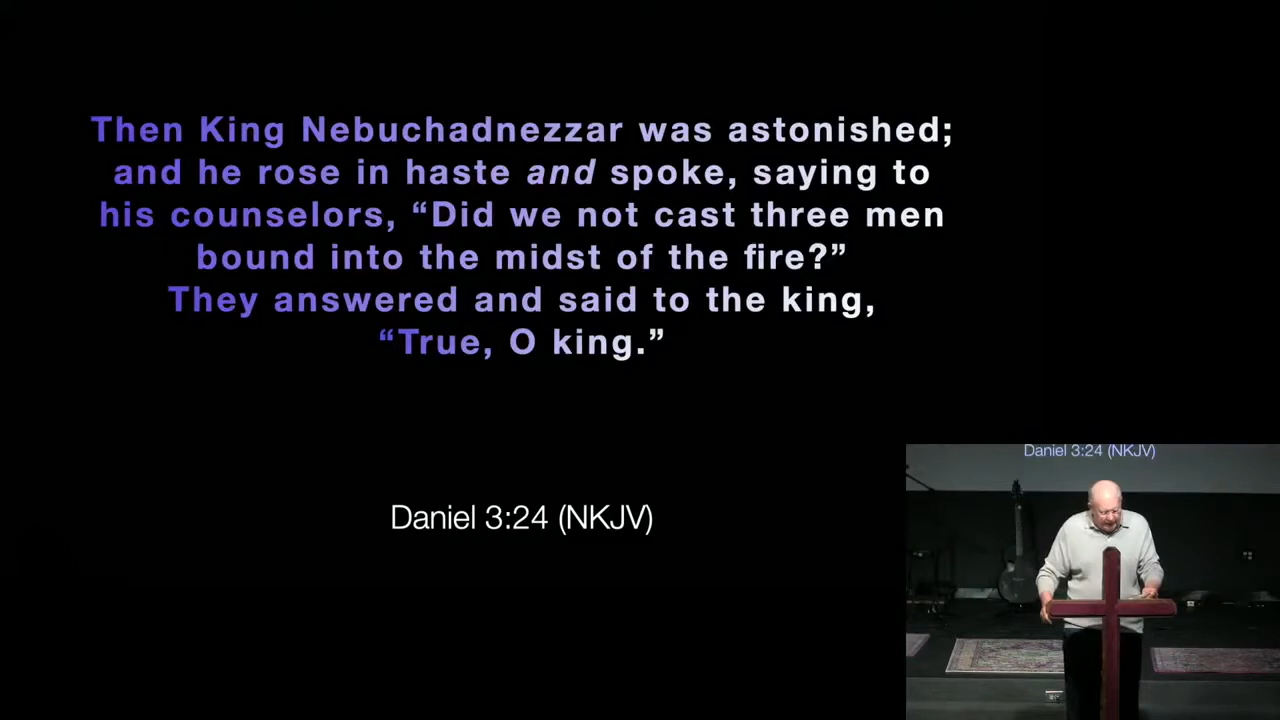 Then King Nebuchadnezzar was astonished;
and he rose in haste and spoke, saying to
his counselors, “Did we not cast three men
bound into the midst of the fire?”
They answered and said to the king,
“True, O king.”
Daniel 3:24 (NKJV)
Daniel 3:24 (NKJV)